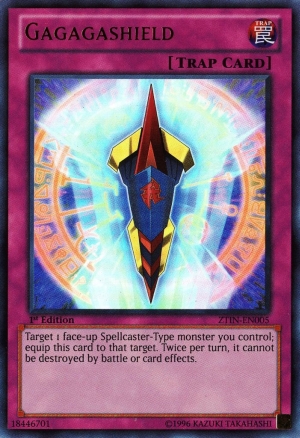 GAGAGASHIELD
TRAP
罠
[TRAP CARD]
1st Edition
ZTIN-EN005
Target 1 face-up Spellcaster-Type monster you control;
equip this card to that target. Twice per turn, it cannot
be destroyed by battle or card effects.
18446701
©1996 KAZUKI TAKAHASHI